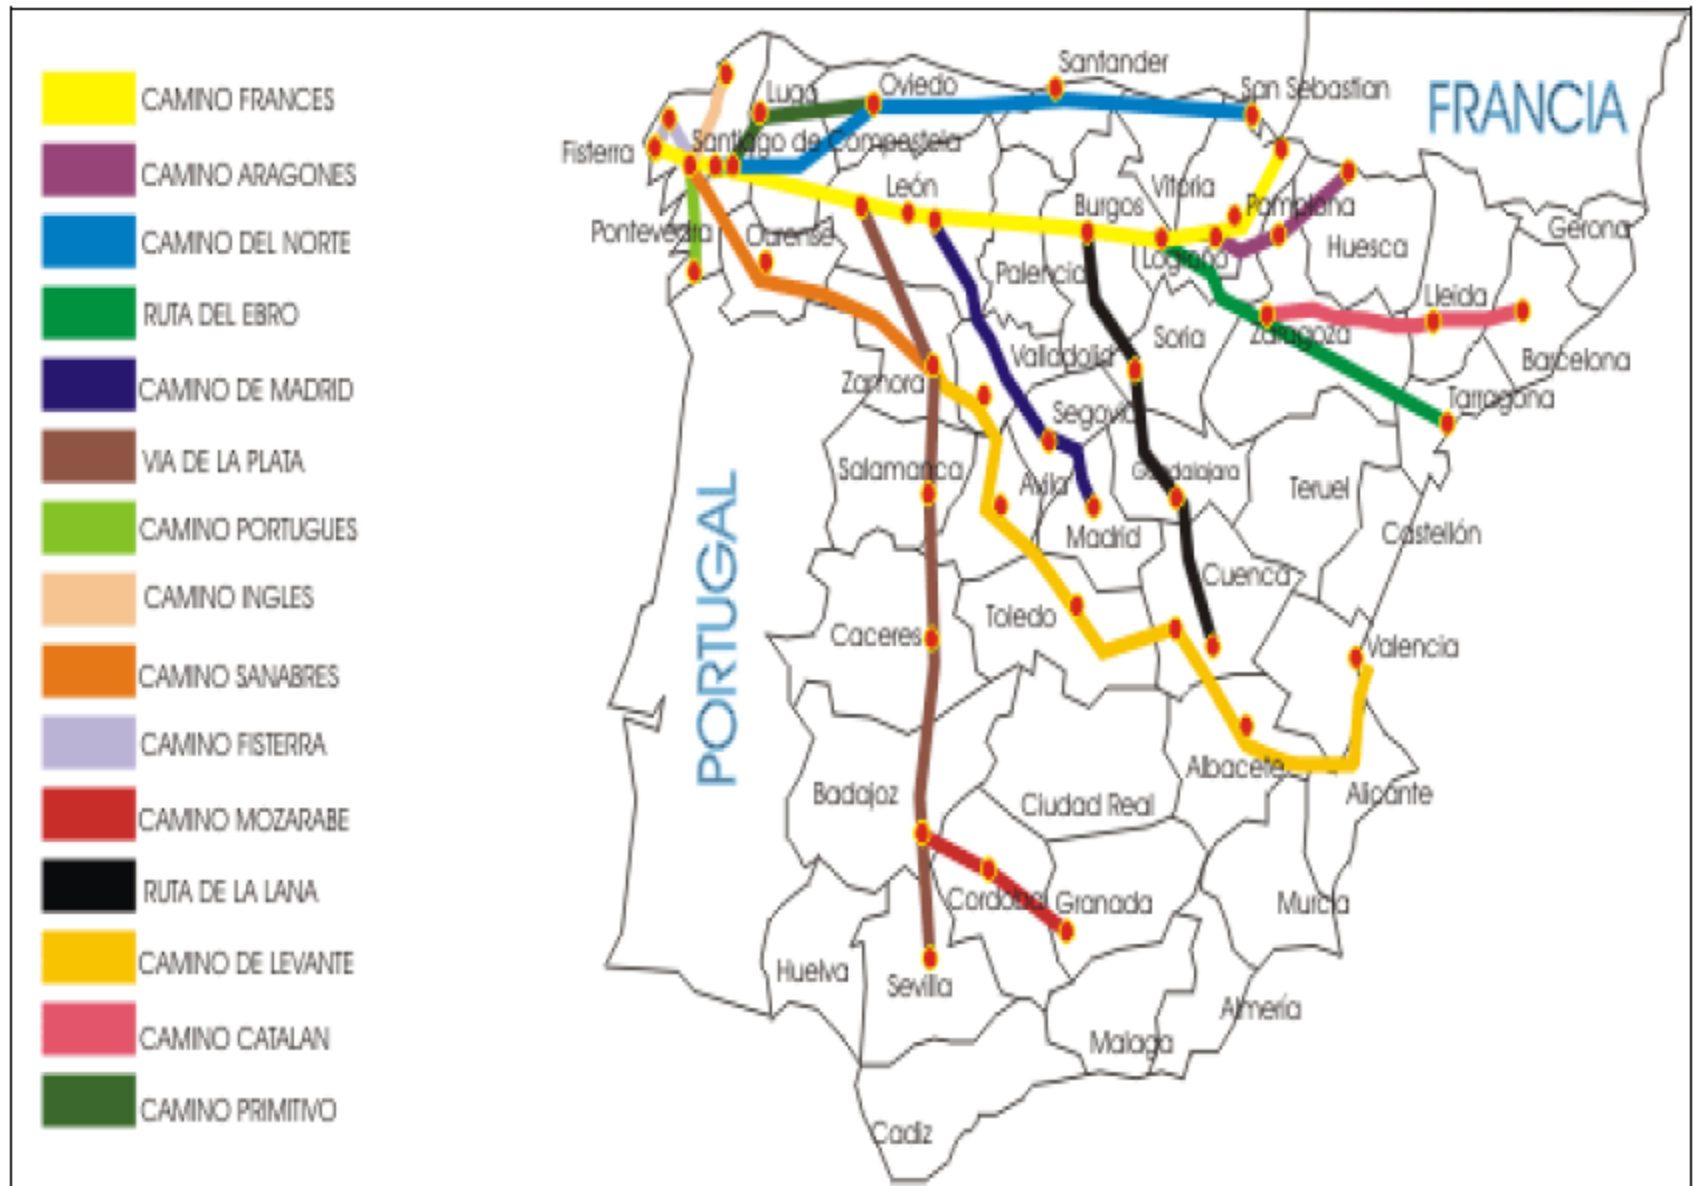 CAMINO FRANCES
CAMINO ARAGONES
CAMINO DEL NORTE
RUTA DEL EBRO
CAMINO DE MADRID
VIA DE LA PLATA
CAMINO PORTUGUES
CAMINO INGLES
CAMINO SANABRES
CAMINO FISTERRA
CAMINO MOZARABE
RUTA DE LA LANA
CAMINO DE LEVANTE
CAMINO CATALAN
CAMINO PRIMITIVO
FRANCIA
PORTUGAL
Santander
Lugo
Oviedo
San Sebastian
Fisterra
Santiago de Compostela
León
Vitoria
Burgos
Pamplona
Pontevedra
Ourense
Logroño
Huesca
Gerona
Palencia
Lleida
Soria
Zaragoza
Valladolid
Barcelona
Zamora
Segovia
Tarragona
Salamanca
Avila
Guadalajara
Teruel
Madrid
Castellón
Cuenca
Toledo
Caceres
Valencia
Albacete
Badajoz
Ciudad Real
Alicante
Cordoba
Granada
Murcia
Huelva
Sevilla
Almería
Malaga
Cadiz